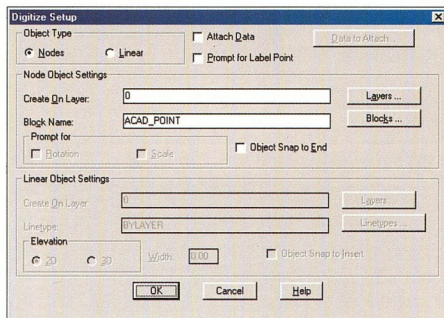 Digitize Setup
Object Type
Nodes
Linear
Attach Data
Prompt for Label Point
Data to Attach ...
Node Object Settings
Create On Layer:
0
Layers ...
Block Name:
ACAD_POINT
Blocks ...
Prompt for
Rotation
Scale
Object Snap to End
Linear Object Settings
Create On Layer
0
Layers
Linetype:
BYLAYER
Linetypes ...
Elevation
2D
3D
Width:
0.00
Object Snap to Insert
OK
Cancel
Help